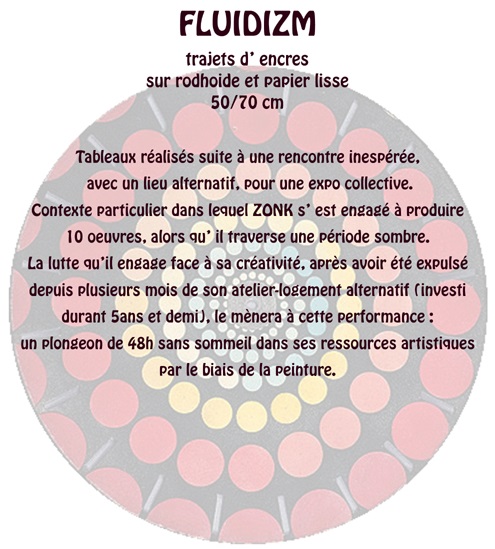 FLUIDIZM
trajets d' encres
sur rodhoide et papier lisse
50/70 cm
Tableaux réalisés suite à une rencontre inespérée,
avec un lieu alternatif, pour une expo collective.
Contexte particulier dans lequel ZONK s' est engagé à produire
10 oeuvres, alors qu' il traverse une période sombre.
La lutte qu'il engage face à sa créativité, après avoir été expulsé
depuis plusieurs mois de son atelier-logement alternatif (investi
durant 5ans et demi), le mènera à cette performance :
un plongeon de 48h sans sommeil dans ses ressources artistiques
par le biais de la peinture.